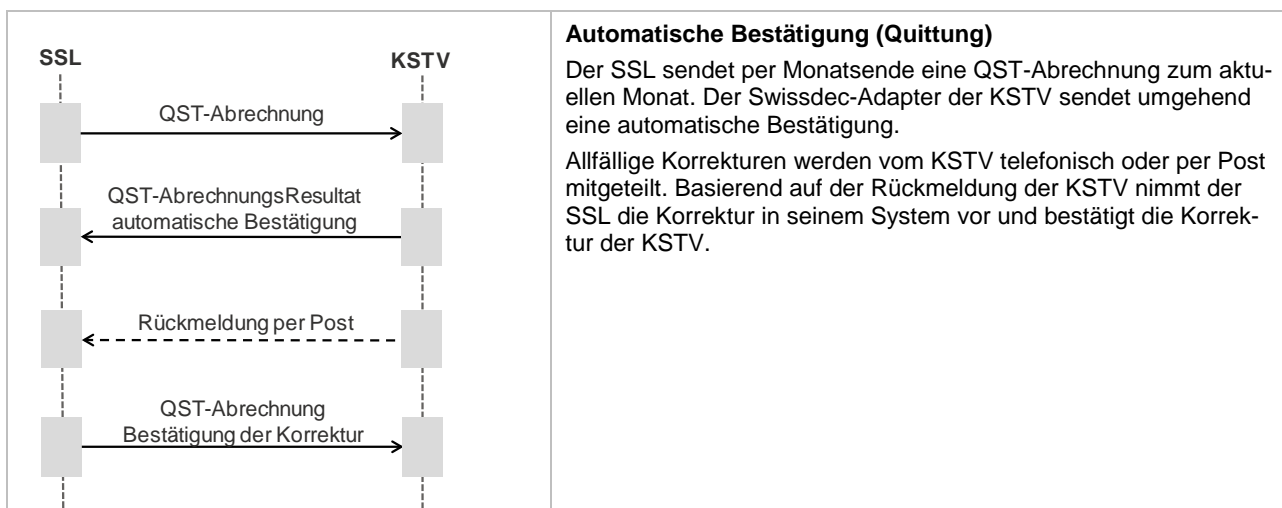 SSL
KSTV
QST-Abrechnung
QST-AbrechnungsResultat
automatische Bestätigung
Rückmeldung per Post
QST-Abrechnung
Bestätigung der Korrektur
Automatische Bestätigung (Quittung)
Der SSL sendet per Monatsende eine QST-Abrechnung zum aktu-
ellen Monat. Der Swissdec-Adapter der KSTV sendet umgehend
eine automatische Bestätigung.
Allfällige Korrekturen werden vom KSTV telefonisch oder per Post
mitgeteilt. Basierend auf der Rückmeldung der KSTV nimmt der
SSL die Korrektur in seinem System vor und bestätigt die Korrek-
tur der KSTV.